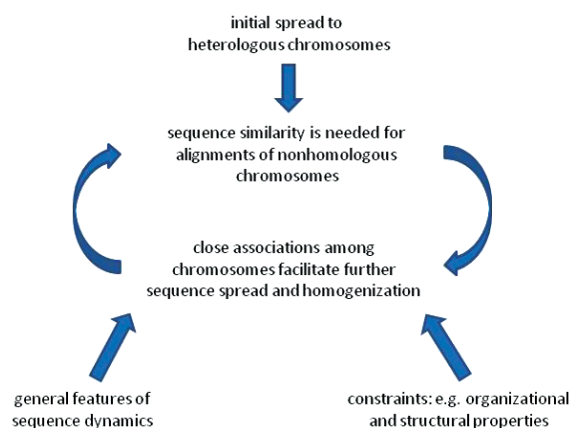 initial spread to
heterologous chromosomes
sequence similarity is needed for
alignments of nonhomologous
chromosomes
close associations among
chromosomes facilitate further
sequence spread and homogenization
general features of
sequence dynamics
constraints: e.g. organizational
and structural properties